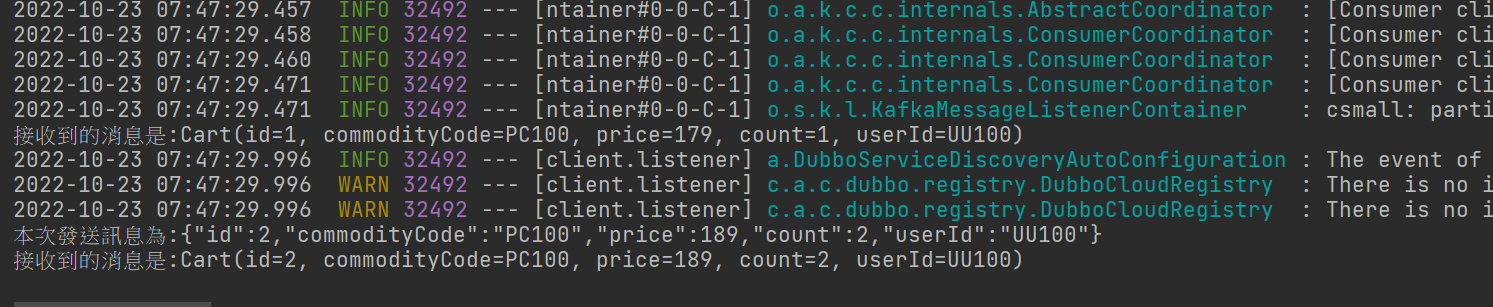 2022-10-23 07:47:29.457  INFO 32492 --- [ntainer#0-0-C-1] o.a.k.c.c.internals.AbstractCoordinator  : [Consumer cli
2022-10-23 07:47:29.458  INFO 32492 --- [ntainer#0-0-C-1] o.a.k.c.c.internals.ConsumerCoordinator  : [Consumer cli
2022-10-23 07:47:29.460  INFO 32492 --- [ntainer#0-0-C-1] o.a.k.c.c.internals.ConsumerCoordinator  : [Consumer cli
2022-10-23 07:47:29.471  INFO 32492 --- [ntainer#0-0-C-1] o.a.k.c.c.internals.ConsumerCoordinator  : [Consumer cli
2022-10-23 07:47:29.471  INFO 32492 --- [ntainer#0-0-C-1] o.s.k.l.KafkaMessageListenerContainer    : csmall: parti
接收到的消息是:Cart(id=1, commodityCode=PC100, price=179, count=1, userId=UU100)
2022-10-23 07:47:29.996  INFO 32492 --- [client.listener] a.DubboServiceDiscoveryAutoConfiguration : The event of
2022-10-23 07:47:29.996  WARN 32492 --- [client.listener] c.a.c.dubbo.registry.DubboCloudRegistry  : There is no i
2022-10-23 07:47:29.996  WARN 32492 --- [client.listener] c.a.c.dubbo.registry.DubboCloudRegistry  : There is no i
本次發送訊息為:{"id":2,"commodityCode":"PC100","price":189,"count":2,"userId":"UU100"}
接收到的消息是:Cart(id=2, commodityCode=PC100, price=189, count=2, userId=UU100)